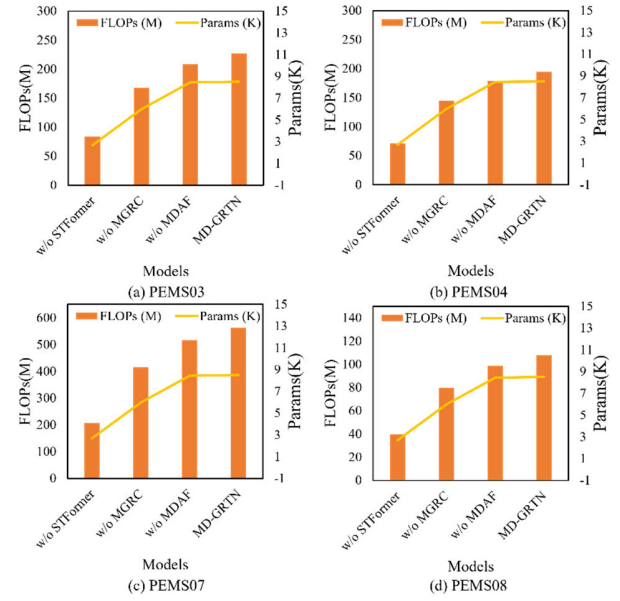 FLOPs (M) Params (K)
300
250
200
150
100
50
0
FLOPs(M)
15
13
11
9
7
5
3
1
-1
Params(K)
w/o STFormer
w/o MGRC
w/o MDAF
MD-GRTN
Models
(a) PEMS03
FLOPs (M) Params (K)
300
250
200
150
100
50
0
FLOPs(M)
15
13
11
9
7
5
3
1
-1
Params(K)
w/o STFormer
w/o MGRC
w/o MDAF
MD-GRTN
Models
(b) PEMS04
FLOPs (M) Params (K)
600
500
400
300
200
100
0
FLOPs(M)
15
13
11
9
7
5
3
1
-1
Params(K)
w/o STFormer
w/o MGRC
w/o MDAF
MD-GRTN
Models
(c) PEMS07
FLOPs (M) Params (K)
140
120
100
80
60
40
20
0
FLOPs(M)
15
13
11
9
7
5
3
1
-1
Params(K)
w/o STFormer
w/o MGRC
w/o MDAF
MD-GRTN
Models
(d) PEMS08